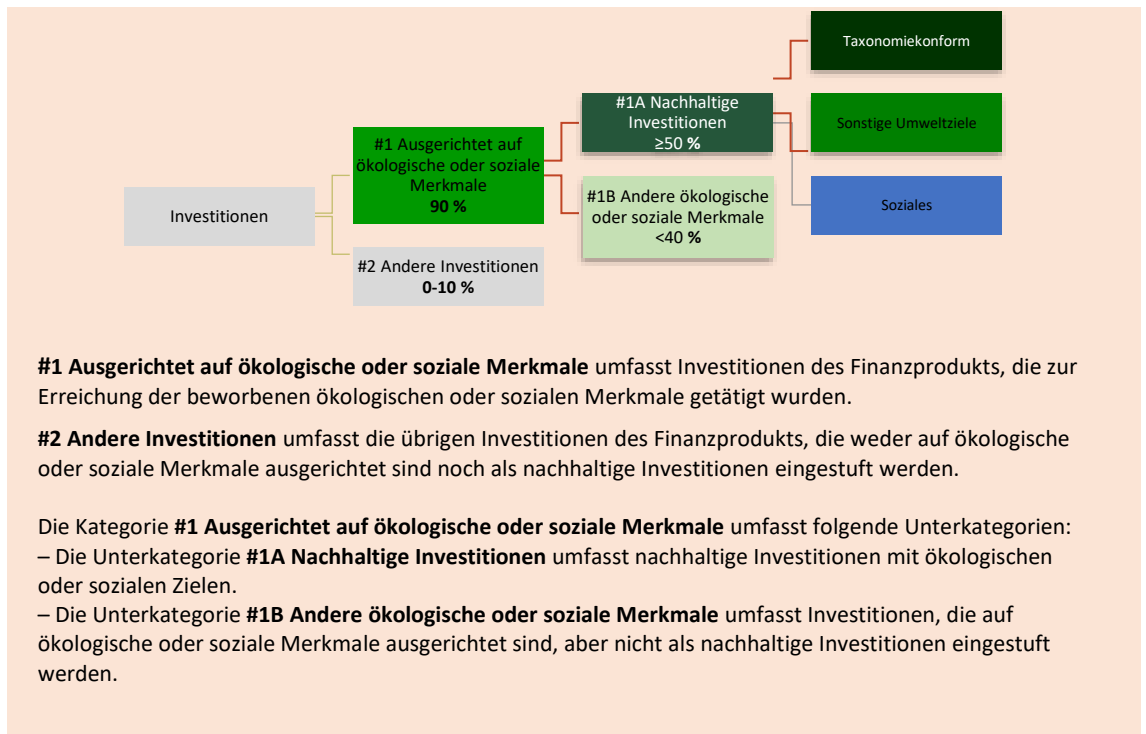 Taxonomiekonform
#1A Nachhaltige
Investitionen
≥50 %
Sonstige Umweltziele
#1 Ausgerichtet auf
ökologische oder soziale
Merkmale
90 %
#1B Andere ökologische
oder soziale Merkmale
<40 %
Soziales
Investitionen
#2 Andere Investitionen
0-10 %
#1 Ausgerichtet auf ökologische oder soziale Merkmale umfasst Investitionen des Finanzprodukts, die zur
Erreichung der beworbenen ökologischen oder sozialen Merkmale getätigt wurden.
#2 Andere Investitionen umfasst die übrigen Investitionen des Finanzprodukts, die weder auf ökologische
oder soziale Merkmale ausgerichtet sind noch als nachhaltige Investitionen eingestuft werden.
Die Kategorie #1 Ausgerichtet auf ökologische oder soziale Merkmale umfasst folgende Unterkategorien:
– Die Unterkategorie #1A Nachhaltige Investitionen umfasst nachhaltige Investitionen mit ökologischen
oder sozialen Zielen.
– Die Unterkategorie #1B Andere ökologische oder soziale Merkmale umfasst Investitionen, die auf
ökologische oder soziale Merkmale ausgerichtet sind, aber nicht als nachhaltige Investitionen eingestuft
werden.